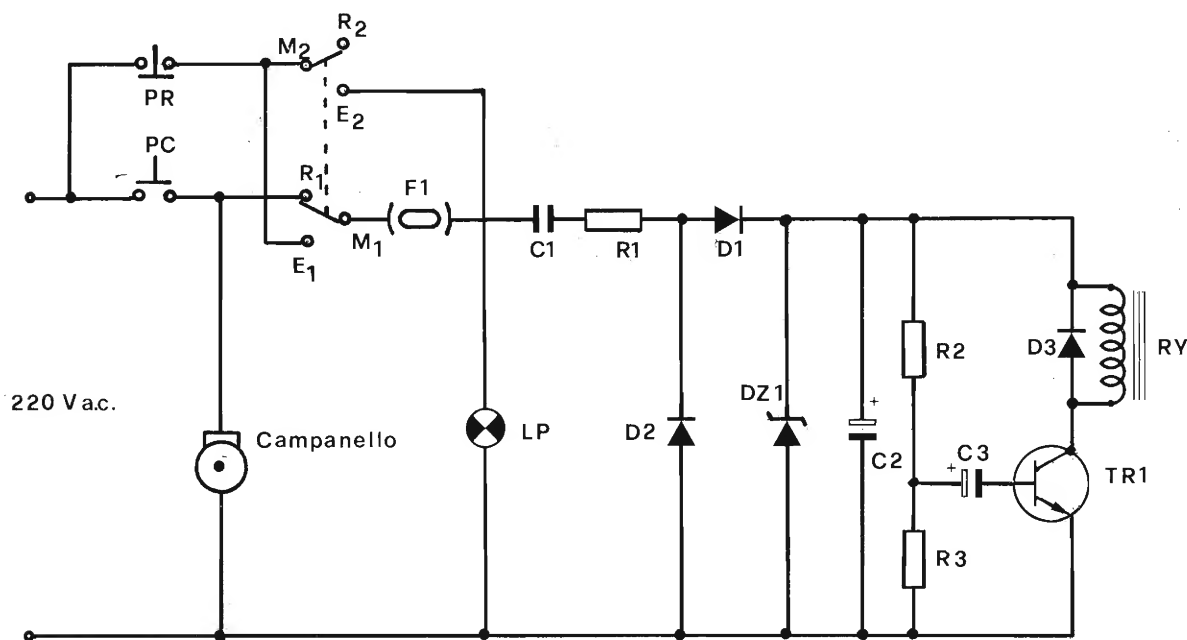 R2
M2
PR
E2
PC
R1
F1
M1
E1
C1
R1
D1
R2
D3
RY
220 V a.c.
Campanello
LP
D2
DZ1
+
C2
+
C3
TR1
R3